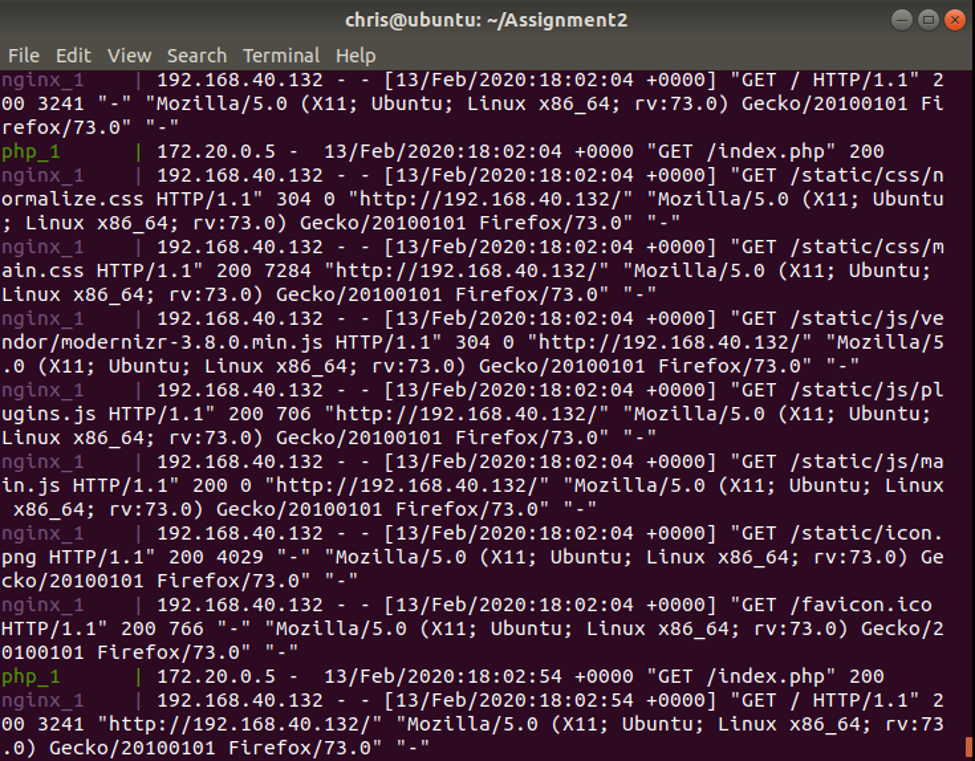 chris@ubuntu: ~/Assignment2
File Edit View Search Terminal Help
nginx_1    | 192.168.40.132 - - [13/Feb/2020:18:02:04 +0000] "GET / HTTP/1.1" 2
00 3241 "-" "Mozilla/5.0 (X11; Ubuntu; Linux x86_64; rv:73.0) Gecko/20100101 Fi
refox/73.0" "-"
php_1      | 172.20.0.5 -  13/Feb/2020:18:02:04 +0000 "GET /index.php" 200
nginx_1    | 192.168.40.132 - - [13/Feb/2020:18:02:04 +0000] "GET /static/css/n
ormalize.css HTTP/1.1" 304 0 "http://192.168.40.132/" "Mozilla/5.0 (X11; Ubuntu
; Linux x86_64; rv:73.0) Gecko/20100101 Firefox/73.0" "-"
nginx_1    | 192.168.40.132 - - [13/Feb/2020:18:02:04 +0000] "GET /static/css/m
ain.css HTTP/1.1" 200 7284 "http://192.168.40.132/" "Mozilla/5.0 (X11; Ubuntu;
Linux x86_64; rv:73.0) Gecko/20100101 Firefox/73.0" "-"
nginx_1    | 192.168.40.132 - - [13/Feb/2020:18:02:04 +0000] "GET /static/js/ve
ndor/modernizr-3.8.0.min.js HTTP/1.1" 304 0 "http://192.168.40.132/" "Mozilla/5
.0 (X11; Ubuntu; Linux x86_64; rv:73.0) Gecko/20100101 Firefox/73.0" "-"
nginx_1    | 192.168.40.132 - - [13/Feb/2020:18:02:04 +0000] "GET /static/js/pl
ugins.js HTTP/1.1" 200 706 "http://192.168.40.132/" "Mozilla/5.0 (X11; Ubuntu;
Linux x86_64; rv:73.0) Gecko/20100101 Firefox/73.0" "-"
nginx_1    | 192.168.40.132 - - [13/Feb/2020:18:02:04 +0000] "GET /static/js/ma
in.js HTTP/1.1" 200 0 "http://192.168.40.132/" "Mozilla/5.0 (X11; Ubuntu; Linux
 x86_64; rv:73.0) Gecko/20100101 Firefox/73.0" "-"
nginx_1    | 192.168.40.132 - - [13/Feb/2020:18:02:04 +0000] "GET /static/icon.
png HTTP/1.1" 200 4029 "-" "Mozilla/5.0 (X11; Ubuntu; Linux x86_64; rv:73.0) Ge
cko/20100101 Firefox/73.0" "-"
nginx_1    | 192.168.40.132 - - [13/Feb/2020:18:02:04 +0000] "GET /favicon.ico
HTTP/1.1" 200 766 "-" "Mozilla/5.0 (X11; Ubuntu; Linux x86_64; rv:73.0) Gecko/2
0100101 Firefox/73.0" "-"
php_1      | 172.20.0.5 -  13/Feb/2020:18:02:54 +0000 "GET /index.php" 200
nginx_1    | 192.168.40.132 - - [13/Feb/2020:18:02:54 +0000] "GET / HTTP/1.1" 2
00 3241 "http://192.168.40.132/" "Mozilla/5.0 (X11; Ubuntu; Linux x86_64; rv:73
.0) Gecko/20100101 Firefox/73.0" "-"